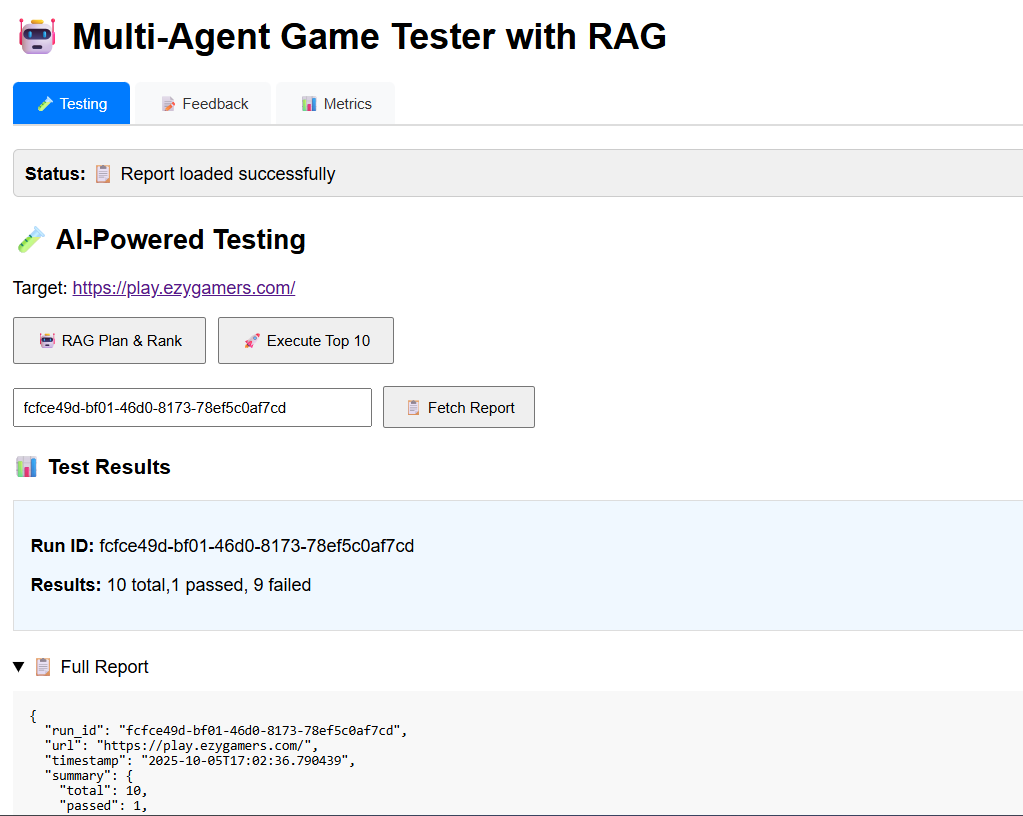 Multi-Agent Game Tester with RAG
Testing
Feedback
Metrics
Status: Report loaded successfully
AI-Powered Testing
Target: https://play.ezygamers.com/
RAG Plan & Rank
Execute Top 10
fcfce49d-bf01-46d0-8173-78ef5c0af7cd
Fetch Report
Test Results
Run ID: fcfce49d-bf01-46d0-8173-78ef5c0af7cd
Results: 10 total,1 passed, 9 failed
Full Report
{
"run_id": "fcfce49d-bf01-46d0-8173-78ef5c0af7cd",
"url": "https://play.ezygamers.com/",
"timestamp": "2025-10-05T17:02:36.790439",
"summary": {
"total": 10,
"passed": 1,